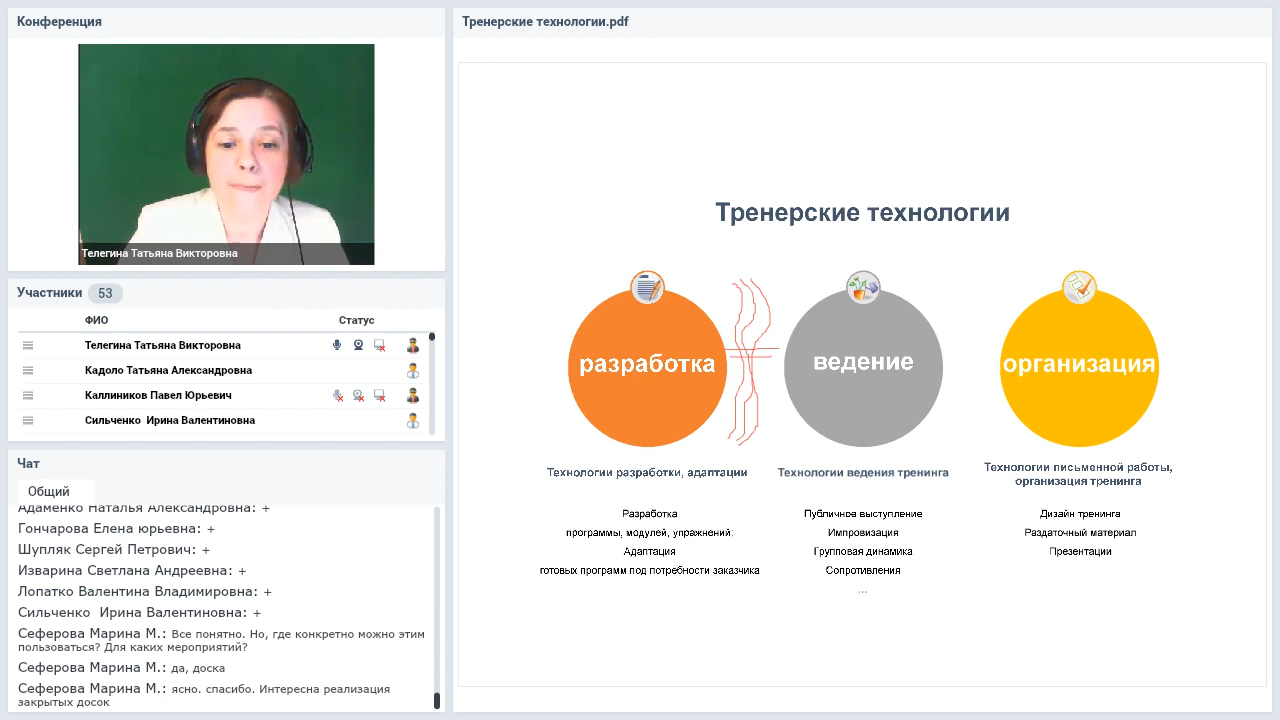 Конференция
Телегина Татьяна Викторовна
Участники 53
ФИО Статус
Телегина Татьяна Викторовна
Кадоло Татьяна Александровна
Каллиников Павел Юрьевич
Сильченко Ирина Валентиновна
Чат
Общий
Адаменко Наталья Александровна: +
Гончарова Елена юрьевна: +
Шупляк Сергей Петрович: +
Изварина Светлана Андреевна: +
Лопатко Валентина Владимировна: +
Сильченко Ирина Валентиновна: +
Сеферова Марина М.: Все понятно. Но, где конкретно можно этим
пользоваться? Для каких мероприятий?
Сеферова Марина М.: да, доска
Сеферова Марина М.: ясно. спасибо. Интересна реализация
закрытых досок
Тренерские технологии.pdf
Тренерские технологии
разработка
ведение
организация
Технологии разработки, адаптации
Технологии ведения тренинга
Технологии письменной работы,
организация тренинга
Разработка
программы, модулей, упражнений;
Адаптация
готовых программ под потребности заказчика
Публичное выступление
Импровизация
Групповая динамика
Сопротивления
...
Дизайн тренинга
Раздаточный материал
Презентации